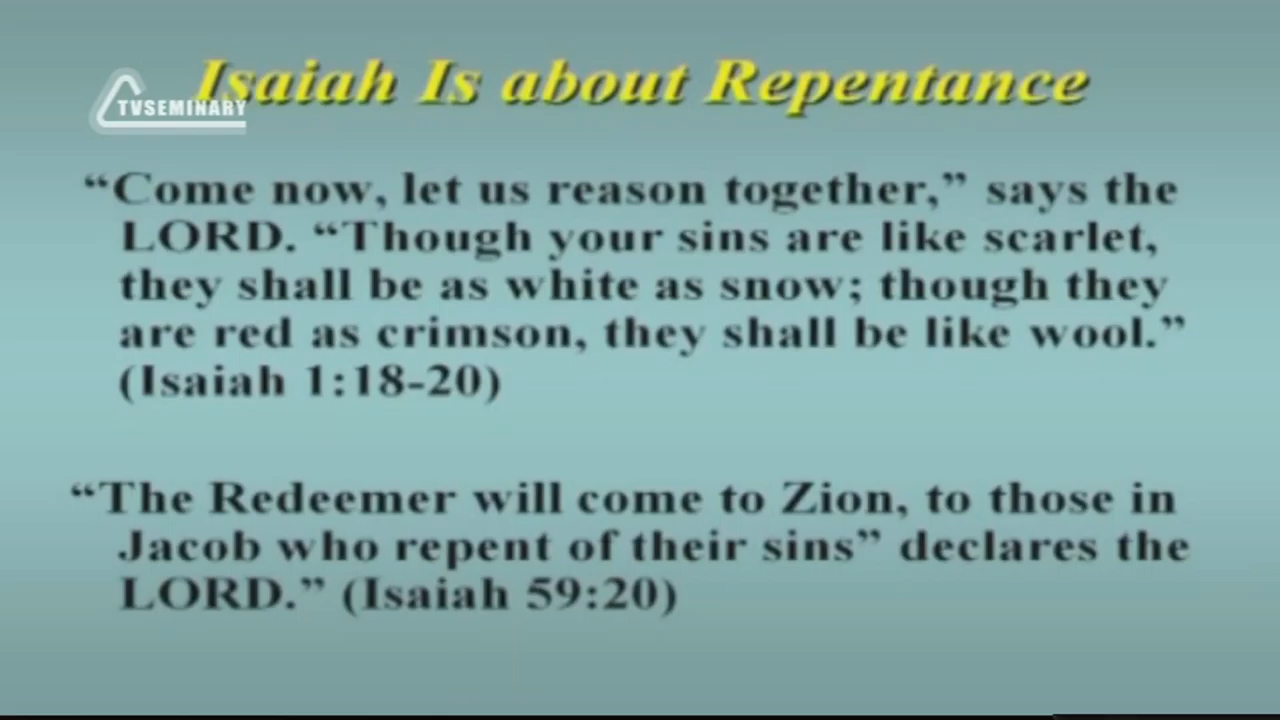 Isaiah Is about Repentance
TVSEMINARY
“Come now, let us reason together,” says the
LORD. “Though your sins are like scarlet,
they shall be as white as snow; though they
are red as crimson, they shall be like wool.”
(Isaiah 1:18-20)
“The Redeemer will come to Zion, to those in
Jacob who repent of their sins” declares the
LORD.” (Isaiah 59:20)